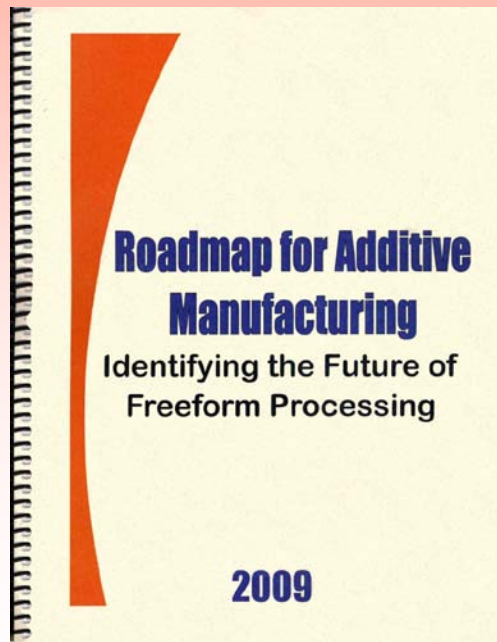 Roadmap for Additive
Manufacturing
Identifying the Future of
Freeform Processing
2009